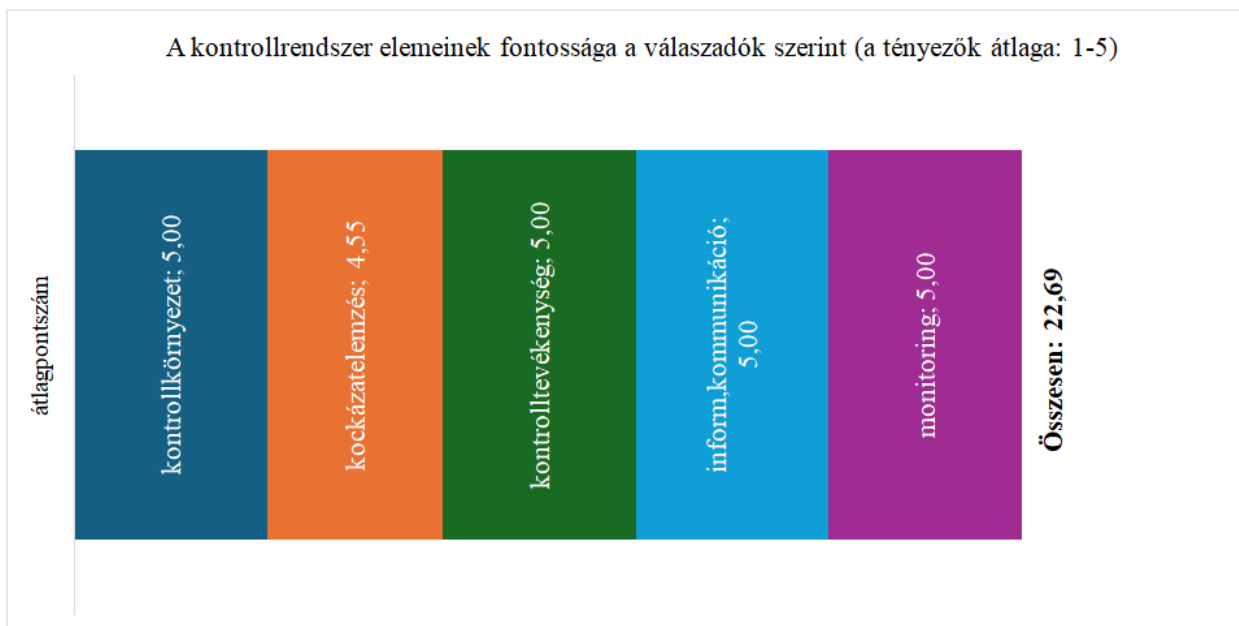 A kontrollrendszer elemeinek fontossága a válaszadók szerint (a tényezők átlaga: 1-5)
átlagpontszám
kontrollkörnyezet; 5,00
kockázatelemzés; 4,55
kontrolltevékenység; 5,00
inform,kommunikáció;
5,00
monitoring; 5,00
Összesen: 22,69